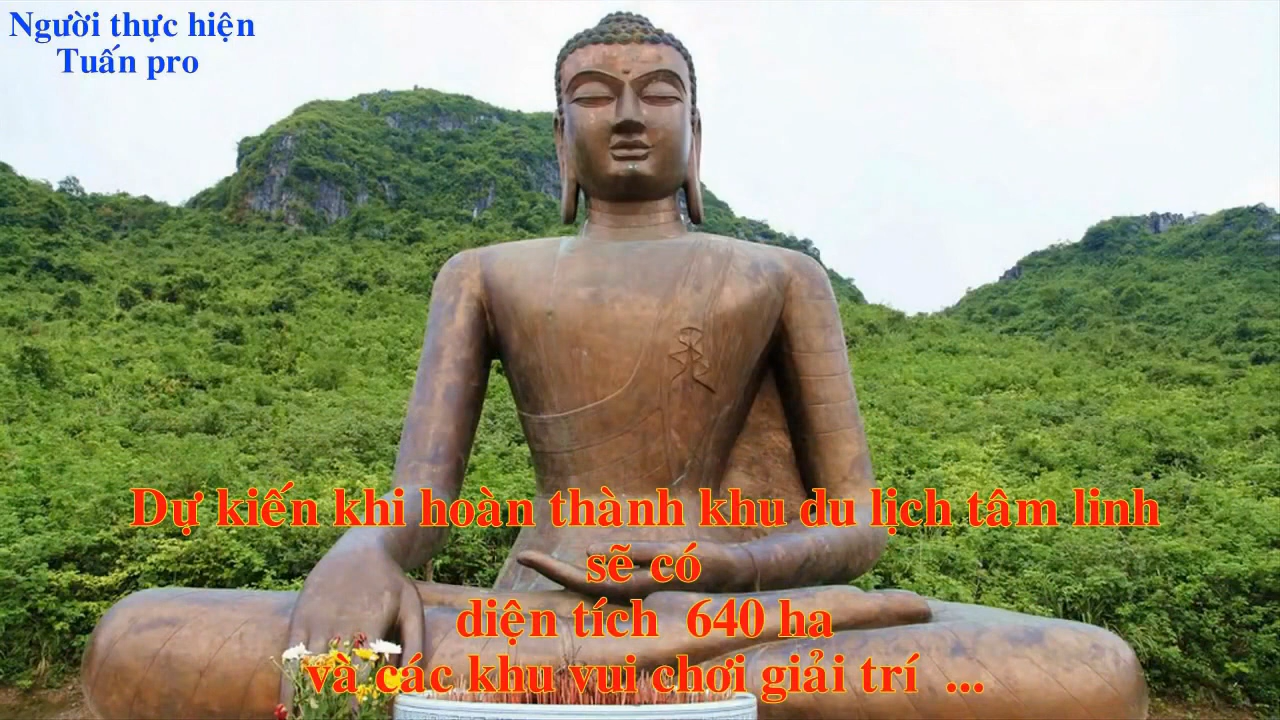 Người thực hiện
Tuấn pro
Dự kiến khi hoàn thành khu du lịch tâm linh
sẽ có
diện tích  640 ha
và các khu vui chơi giải trí  ...